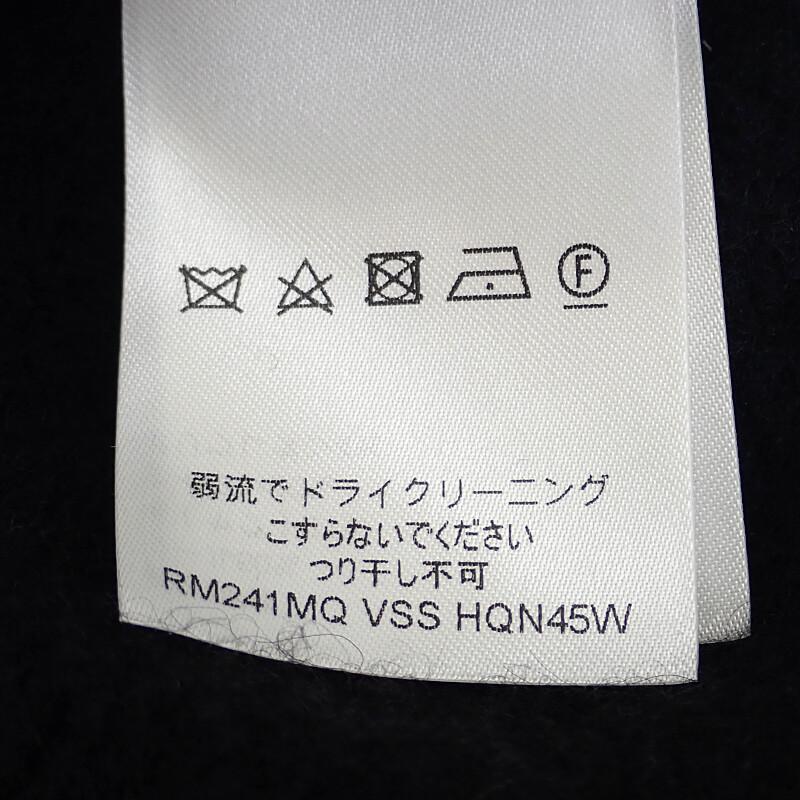 F
弱流でドライクリーニング
こすらないでください
つり干し不可
RM241MQ VSS HQN45W